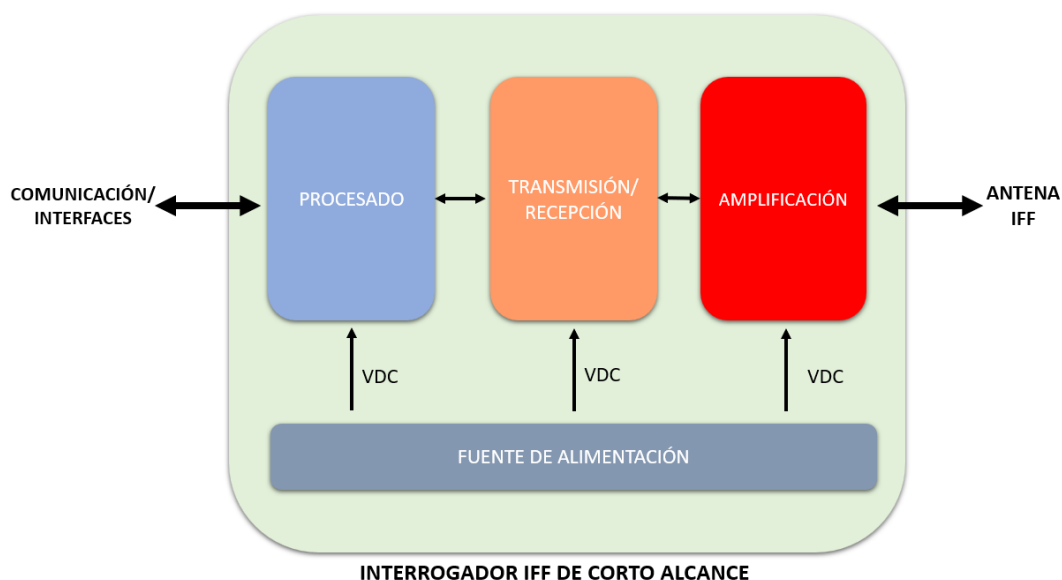 COMUNICACIÓN/
INTERFACES
PROCESADO
TRANSMISIÓN/
RECEPCIÓN
AMPLIFICACIÓN
ANTENA
IFF
VDC
VDC
VDC
FUENTE DE ALIMENTACIÓN
INTERROGADOR IFF DE CORTO ALCANCE